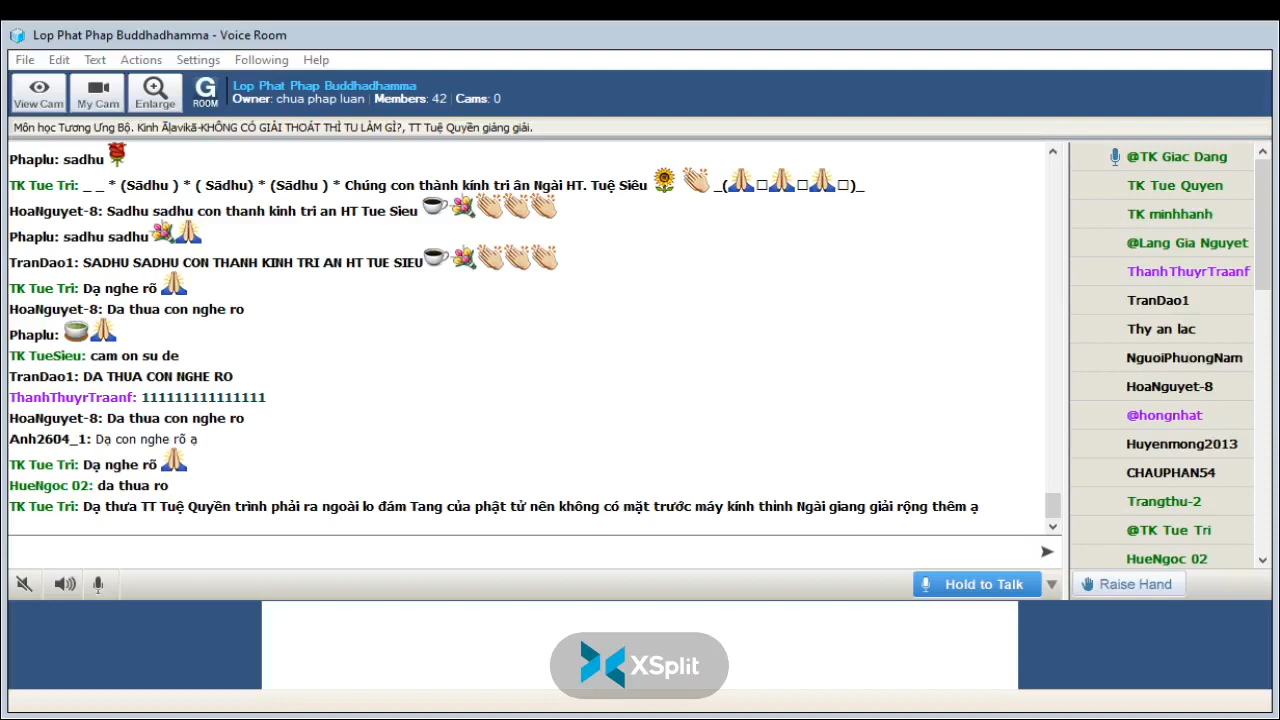 Lop Phat Phap Buddhadhamma - Voice Room
File Edit Text Actions Settings Following Help
View Cam My Cam Enlarge G ROOM
Lop Phat Phap Buddhadhamma
Owner: chua phap luan | Members: 42 | Cams: 0
Môn học Tương Ưng Bộ. Kinh Āḷavikā-KHÔNG CÓ GIẢI THOÁT THÌ TU LÀM GÌ?, TT Tuệ Quyền giảng giải.
Phaplu: sadhu
TK Tue Tri: _ _ * (Sādhu ) * ( Sādhu) * (Sādhu ) * Chúng con thành kính tri ân Ngài HT. Tuệ Siêu _( )_
HoaNguyet-8: Sadhu sadhu con thanh kinh tri an HT Tue Sieu
Phaplu: sadhu sadhu
TranDao1: SADHU SADHU CON THANH KINH TRI AN HT TUE SIEU
TK Tue Tri: Dạ nghe rõ
HoaNguyet-8: Da thua con nghe ro
Phaplu:
TK TueSieu: cam on su de
TranDao1: DA THUA CON NGHE RO
ThanhThuyrTraanf: 111111111111111
HoaNguyet-8: Da thua con nghe ro
Anh2604_1: Dạ con nghe rõ ạ
TK Tue Tri: Dạ nghe rõ
HueNgoc 02: da thua ro
TK Tue Tri: Dạ thưa TT Tuệ Quyền trình phải ra ngoài lo đám Tang của phật tử nên không có mặt trước máy kính thỉnh Ngài giang giải rộng thêm ạ
@TK Giac Dang
TK Tue Quyen
TK minhhanh
@Lang Gia Nguyet
ThanhThuyrTraanf
TranDao1
Thy an lac
NguoiPhuongNam
HoaNguyet-8
@hongnhat
Huyenmong2013
CHAUPHAN54
Trangthu-2
@TK Tue Tri
HueNgoc 02
Hold to Talk
Raise Hand
XSplit